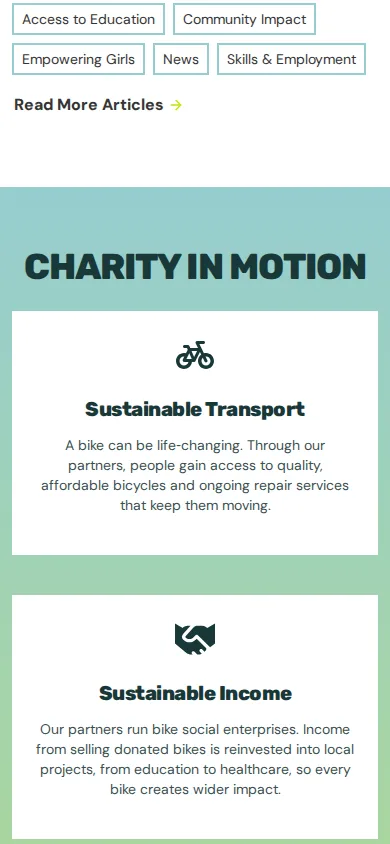 Access to Education Community Impact
Empowering Girls News Skills & Employment
Read More Articles →
CHARITY IN MOTION
Sustainable Transport
A bike can be life-changing. Through our
partners, people gain access to quality,
affordable bicycles and ongoing repair services
that keep them moving.
Sustainable Income
Our partners run bike social enterprises. Income
from selling donated bikes is reinvested into local
projects, from education to healthcare, so every
bike creates wider impact.